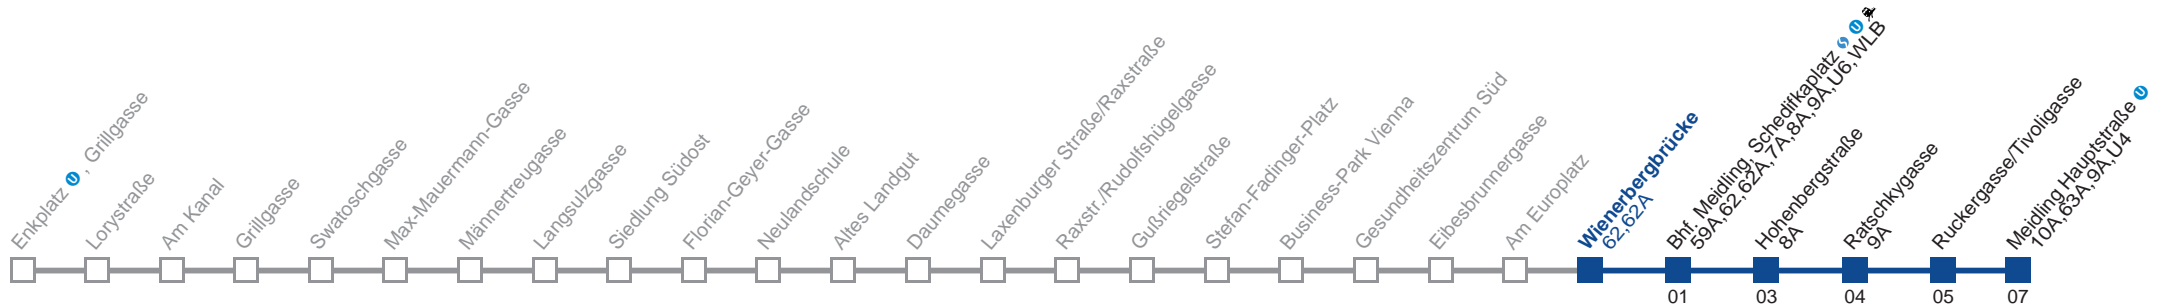 Enkplatz U, Grillgasse
Lorystraße
Am Kanal
Grillgasse
Swatoschgasse
Max-Mauermann-Gasse
Männertreugasse
Langsulzgasse
Siedlung Südost
Florian-Geyer-Gasse
Neulandschule
Altes Landgut
Daumegasse
Laxenburger Straße/Raxstraße
Raxstr./Rudolfshügelgasse
Gußriegelstraße
Stefan-Fadinger-Platz
Business-Park Vienna
Gesundheitszentrum Süd
Eibesbrunnergasse
Am Europlatz
Wienerbergbrücke
62,62A
Bhf. Meidling, Schedifkaplatz S U
59A,62,62A,7A,8A,9A,U6,WLB
Hohenbergstraße
8A
Ratschkygasse
9A
Ruckergasse/Tivoligasse
Meidling Hauptstraße U
10A,63A,9A,U4
01
03
04
05
07